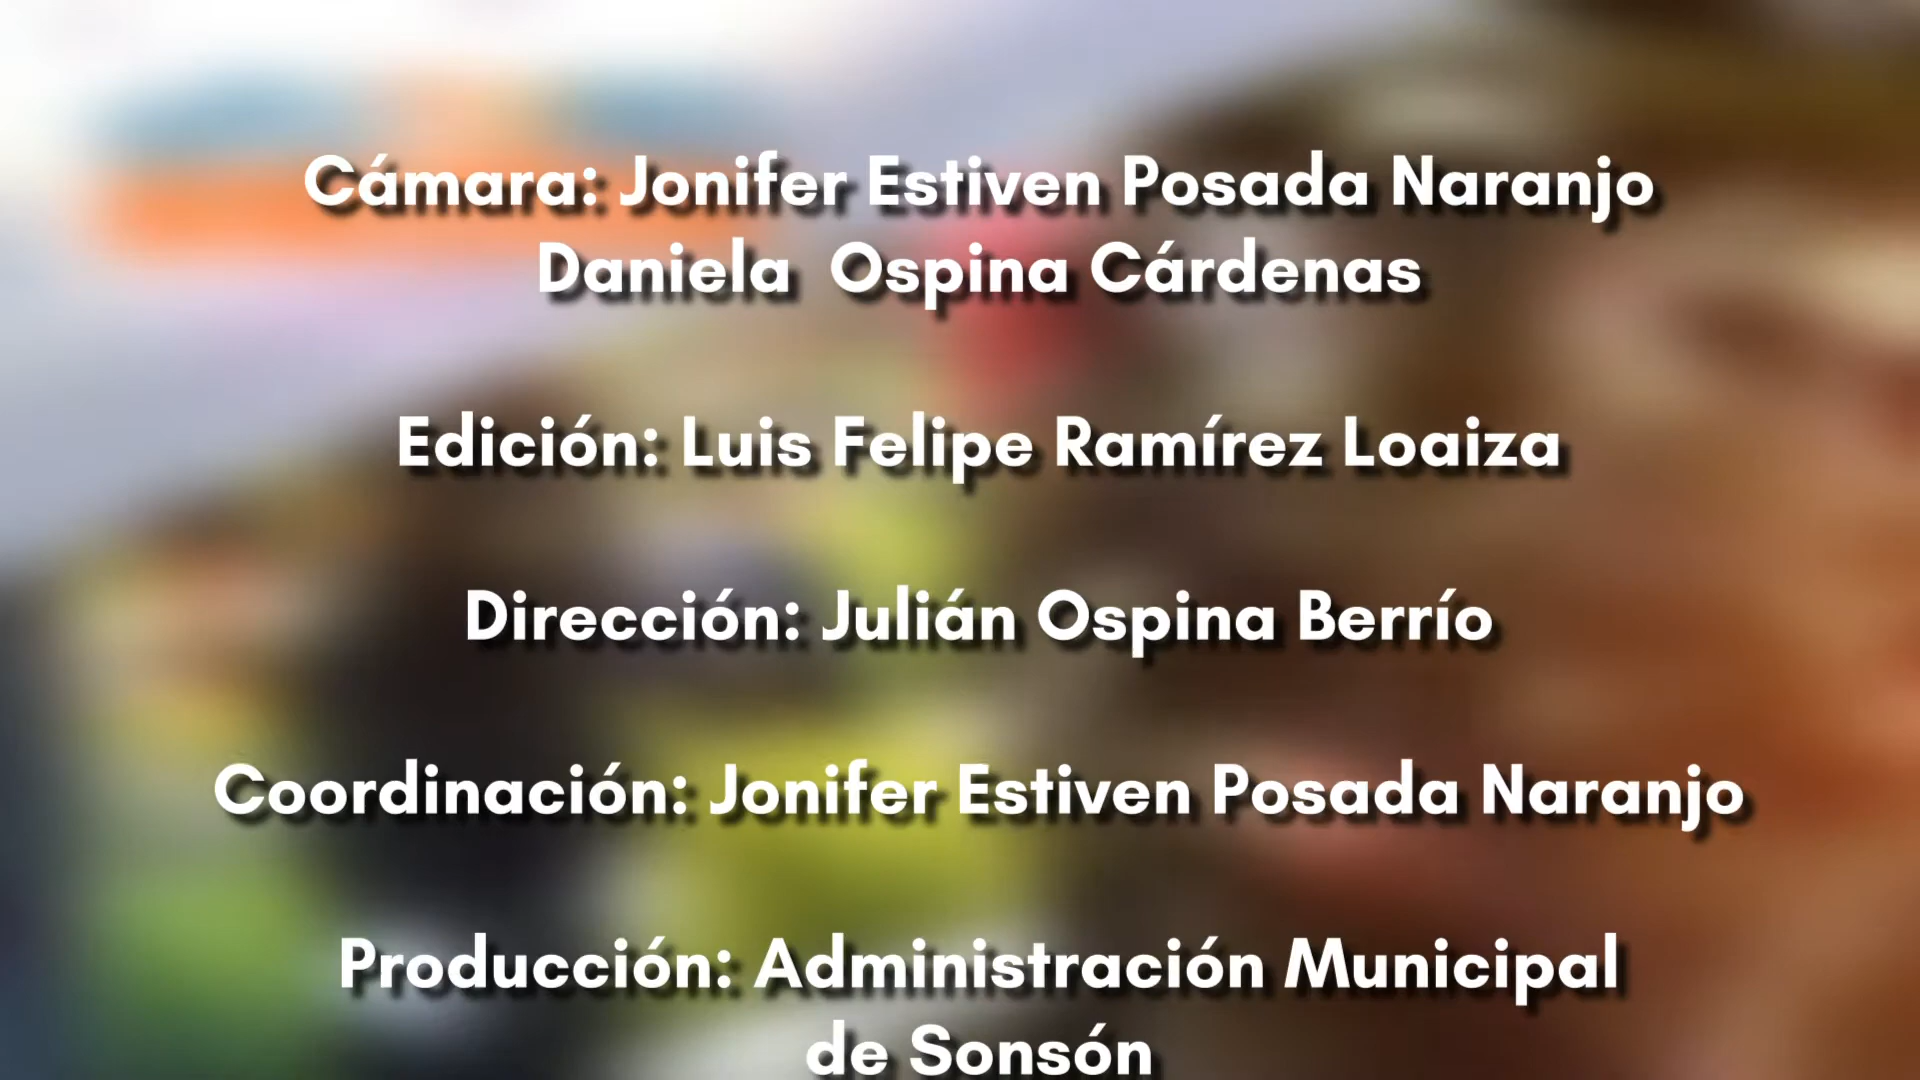 Cámara: Jonifer Estiven Posada Naranjo
Daniela  Ospina Cárdenas
Edición: Luis Felipe Ramírez Loaiza
Dirección: Julián Ospina Berrío
Coordinación: Jonifer Estiven Posada Naranjo
Producción: Administración Municipal
de Sonsón